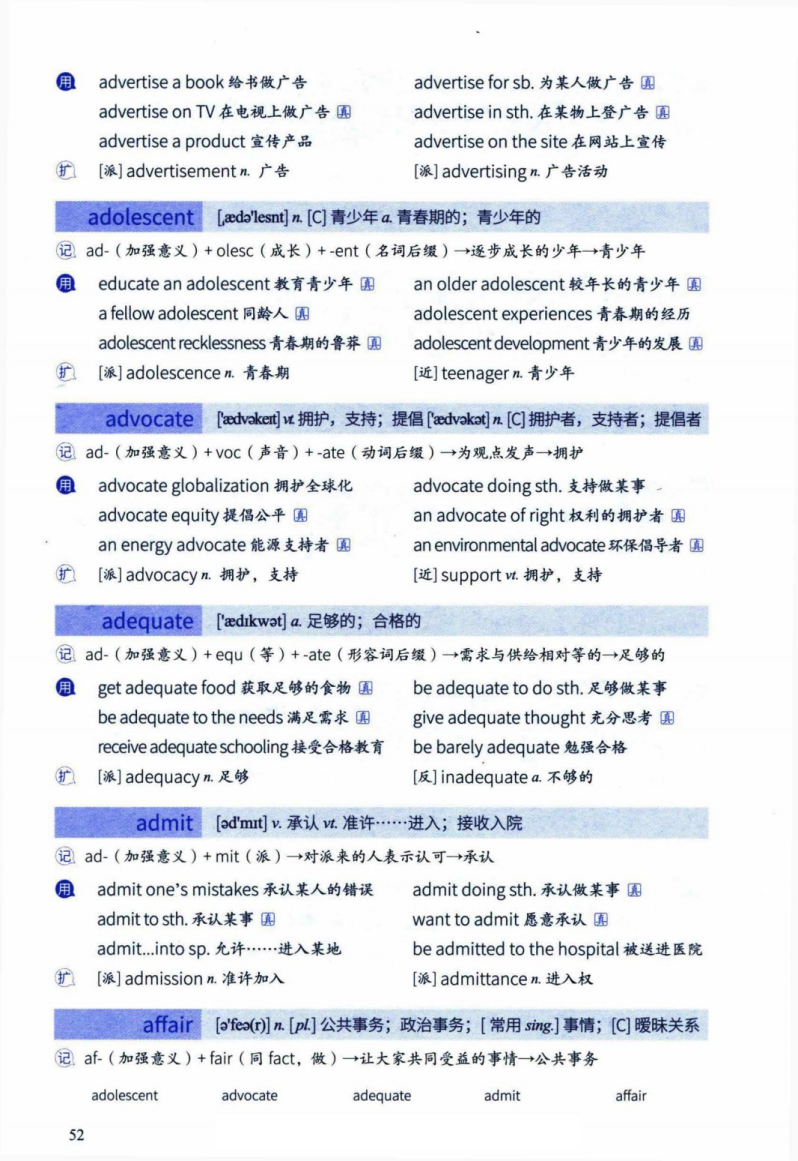 用 advertise a book 给书做广告 advertise for sb. 为某人做广告 真
advertise on TV 在电视上做广告 真 advertise in sth. 在某物上登广告 真
advertise a product 宣传产品 advertise on the site 在网站上宣传
扩 [派] advertisement n. 广告 [派] advertising n. 广告活动
adolescent [ˌædə'lesnt] n. [C] 青少年 a. 青春期的；青少年的
记 ad-（加强意义）+ olesc（成长）+ -ent（名词后缀）→逐步成长的少年→青少年
用 educate an adolescent 教育青少年 真 an older adolescent 较年长的青少年 真
a fellow adolescent 同龄人 真 adolescent experiences 青春期的经历
adolescent recklessness 青春期的鲁莽 真 adolescent development 青少年的发展 真
扩 [派] adolescence n. 青春期 [近] teenager n. 青少年
advocate ['ædvəkeɪt] vt. 拥护，支持；提倡 ['ædvəkət] n. [C] 拥护者，支持者；提倡者
记 ad-（加强意义）+ voc（声音）+ -ate（动词后缀）→为观点发声→拥护
用 advocate globalization 拥护全球化 advocate doing sth. 支持做某事
advocate equity 提倡公平 真 an advocate of right 权利的拥护者 真
an energy advocate 能源支持者 真 an environmental advocate 环保倡导者 真
扩 [派] advocacy n. 拥护，支持 [近] support vt. 拥护，支持
adequate ['ædɪkwət] a. 足够的；合格的
记 ad-（加强意义）+ equ（等）+ -ate（形容词后缀）→需求与供给相对等的→足够的
用 get adequate food 获取足够的食物 真 be adequate to do sth. 足够做某事
be adequate to the needs 满足需求 真 give adequate thought 充分思考 真
receive adequate schooling 接受合格教育 be barely adequate 勉强合格
扩 [派] adequacy n. 足够 [反] inadequate a. 不够的
admit [əd'mɪt] v. 承认 vt. 准许……进入；接收入院
记 ad-（加强意义）+ mit（派）→对派来的人表示认可→承认
用 admit one's mistakes 承认某人的错误 admit doing sth. 承认做某事 真
admit to sth. 承认某事 真 want to admit 愿意承认 真
admit...into sp. 允许……进入某地 be admitted to the hospital 被送进医院
扩 [派] admission n. 准许加入 [派] admittance n. 进入权
affair [ə'feə(r)] n. [pl.] 公共事务；政治事务；[常用 sing.] 事情；[C] 暧昧关系
记 af-（加强意义）+ fair（同 fact，做）→让大家共同受益的事情→公共事务
adolescent advocate adequate admit affair
52